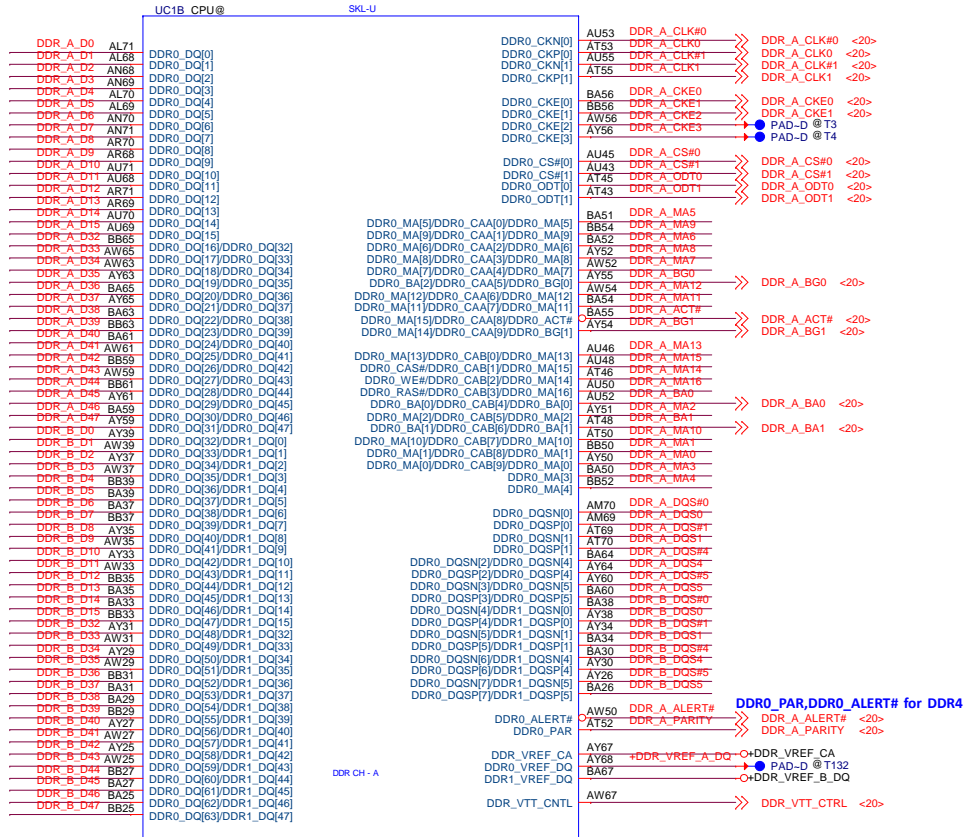 UC1B CPU@ SKL-U
DDR_A_D0 AL71 DDR0_DQ[0]
DDR_A_D1 AL68 DDR0_DQ[1]
DDR_A_D2 AN68 DDR0_DQ[2]
DDR_A_D3 AN69 DDR0_DQ[3]
DDR_A_D4 AL70 DDR0_DQ[4]
DDR_A_D5 AL69 DDR0_DQ[5]
DDR_A_D6 AN70 DDR0_DQ[6]
DDR_A_D7 AN71 DDR0_DQ[7]
DDR_A_D8 AR70 DDR0_DQ[8]
DDR_A_D9 AR68 DDR0_DQ[9]
DDR_A_D10 AU71 DDR0_DQ[10]
DDR_A_D11 AU68 DDR0_DQ[11]
DDR_A_D12 AR71 DDR0_DQ[12]
DDR_A_D13 AR69 DDR0_DQ[13]
DDR_A_D14 AU70 DDR0_DQ[14]
DDR_A_D15 AU69 DDR0_DQ[15]
DDR_A_D32 BB65 DDR0_DQ[16]/DDR0_DQ[32]
DDR_A_D33 AW65 DDR0_DQ[17]/DDR0_DQ[33]
DDR_A_D34 AW63 DDR0_DQ[18]/DDR0_DQ[34]
DDR_A_D35 AY63 DDR0_DQ[19]/DDR0_DQ[35]
DDR_A_D36 BA65 DDR0_DQ[20]/DDR0_DQ[36]
DDR_A_D37 AY65 DDR0_DQ[21]/DDR0_DQ[37]
DDR_A_D38 BA63 DDR0_DQ[22]/DDR0_DQ[38]
DDR_A_D39 BB63 DDR0_DQ[23]/DDR0_DQ[39]
DDR_A_D40 BA61 DDR0_DQ[24]/DDR0_DQ[40]
DDR_A_D41 AW61 DDR0_DQ[25]/DDR0_DQ[41]
DDR_A_D42 BB59 DDR0_DQ[26]/DDR0_DQ[42]
DDR_A_D43 AW59 DDR0_DQ[27]/DDR0_DQ[43]
DDR_A_D44 BB61 DDR0_DQ[28]/DDR0_DQ[44]
DDR_A_D45 AY61 DDR0_DQ[29]/DDR0_DQ[45]
DDR_A_D46 BA59 DDR0_DQ[30]/DDR0_DQ[46]
DDR_A_D47 AY59 DDR0_DQ[31]/DDR0_DQ[47]
DDR_B_D0 AY39 DDR0_DQ[32]/DDR1_DQ[0]
DDR_B_D1 AW39 DDR0_DQ[33]/DDR1_DQ[1]
DDR_B_D2 AY37 DDR0_DQ[34]/DDR1_DQ[2]
DDR_B_D3 AW37 DDR0_DQ[35]/DDR1_DQ[3]
DDR_B_D4 BB39 DDR0_DQ[36]/DDR1_DQ[4]
DDR_B_D5 BA39 DDR0_DQ[37]/DDR1_DQ[5]
DDR_B_D6 BA37 DDR0_DQ[38]/DDR1_DQ[6]
DDR_B_D7 BB37 DDR0_DQ[39]/DDR1_DQ[7]
DDR_B_D8 AY35 DDR0_DQ[40]/DDR1_DQ[8]
DDR_B_D9 AW35 DDR0_DQ[41]/DDR1_DQ[9]
DDR_B_D10 AY33 DDR0_DQ[42]/DDR1_DQ[10]
DDR_B_D11 AW33 DDR0_DQ[43]/DDR1_DQ[11]
DDR_B_D12 BB35 DDR0_DQ[44]/DDR1_DQ[12]
DDR_B_D13 BA35 DDR0_DQ[45]/DDR1_DQ[13]
DDR_B_D14 BA33 DDR0_DQ[46]/DDR1_DQ[14]
DDR_B_D15 BB33 DDR0_DQ[47]/DDR1_DQ[15]
DDR_B_D32 AY31 DDR0_DQ[48]/DDR1_DQ[32]
DDR_B_D33 AW31 DDR0_DQ[49]/DDR1_DQ[33]
DDR_B_D34 AY29 DDR0_DQ[50]/DDR1_DQ[34]
DDR_B_D35 AW29 DDR0_DQ[51]/DDR1_DQ[35]
DDR_B_D36 BB31 DDR0_DQ[52]/DDR1_DQ[36]
DDR_B_D37 BA31 DDR0_DQ[53]/DDR1_DQ[37]
DDR_B_D38 BA29 DDR0_DQ[54]/DDR1_DQ[38]
DDR_B_D39 BB29 DDR0_DQ[55]/DDR1_DQ[39]
DDR_B_D40 AY27 DDR0_DQ[56]/DDR1_DQ[40]
DDR_B_D41 AW27 DDR0_DQ[57]/DDR1_DQ[41]
DDR_B_D42 AY25 DDR0_DQ[58]/DDR1_DQ[42]
DDR_B_D43 AW25 DDR0_DQ[59]/DDR1_DQ[43]
DDR_B_D44 BB27 DDR0_DQ[60]/DDR1_DQ[44]
DDR_B_D45 BA27 DDR0_DQ[61]/DDR1_DQ[45]
DDR_B_D46 BA25 DDR0_DQ[62]/DDR1_DQ[46]
DDR_B_D47 BB25 DDR0_DQ[63]/DDR1_DQ[47]
DDR CH - A
DDR0_CKN[0] AU53 DDR_A_CLK#0 DDR_A_CLK#0 <20>
DDR0_CKP[0] AT53 DDR_A_CLK0 DDR_A_CLK0 <20>
DDR0_CKN[1] AU55 DDR_A_CLK#1 DDR_A_CLK#1 <20>
DDR0_CKP[1] AT55 DDR_A_CLK1 DDR_A_CLK1 <20>
DDR0_CKE[0] BA56 DDR_A_CKE0 DDR_A_CKE0 <20>
DDR0_CKE[1] BB56 DDR_A_CKE1 DDR_A_CKE1 <20>
DDR0_CKE[2] AW56 DDR_A_CKE2 PAD~D @T3
DDR0_CKE[3] AY56 DDR_A_CKE3 PAD~D @T4
DDR0_CS#[0] AU45 DDR_A_CS#0 DDR_A_CS#0 <20>
DDR0_CS#[1] AU43 DDR_A_CS#1 DDR_A_CS#1 <20>
DDR0_ODT[0] AT45 DDR_A_ODT0 DDR_A_ODT0 <20>
DDR0_ODT[1] AT43 DDR_A_ODT1 DDR_A_ODT1 <20>
DDR0_MA[5]/DDR0_CAA[0]/DDR0_MA[5] BA51 DDR_A_MA5
DDR0_MA[9]/DDR0_CAA[1]/DDR0_MA[9] BB54 DDR_A_MA9
DDR0_MA[6]/DDR0_CAA[2]/DDR0_MA[6] BA52 DDR_A_MA6
DDR0_MA[8]/DDR0_CAA[3]/DDR0_MA[8] AY52 DDR_A_MA8
DDR0_MA[7]/DDR0_CAA[4]/DDR0_MA[7] AW52 DDR_A_MA7
DDR0_BA[2]/DDR0_CAA[5]/DDR0_BG[0] AY55 DDR_A_BG0 DDR_A_BG0 <20>
DDR0_MA[12]/DDR0_CAA[6]/DDR0_MA[12] AW54 DDR_A_MA12
DDR0_MA[11]/DDR0_CAA[7]/DDR0_MA[11] BA54 DDR_A_MA11
DDR0_MA[15]/DDR0_CAA[8]/DDR0_ACT# BA55 DDR_A_ACT# DDR_A_ACT# <20>
DDR0_MA[14]/DDR0_CAA[9]/DDR0_BG[1] AY54 DDR_A_BG1 DDR_A_BG1 <20>
DDR0_MA[13]/DDR0_CAB[0]/DDR0_MA[13] AU46 DDR_A_MA13
DDR0_CAS#/DDR0_CAB[1]/DDR0_MA[15] AU48 DDR_A_MA15
DDR0_WE#/DDR0_CAB[2]/DDR0_MA[14] AT46 DDR_A_MA14
DDR0_RAS#/DDR0_CAB[3]/DDR0_MA[16] AU50 DDR_A_MA16
DDR0_BA[0]/DDR0_CAB[4]/DDR0_BA[0] AU52 DDR_A_BA0 DDR_A_BA0 <20>
DDR0_MA[2]/DDR0_CAB[5]/DDR0_MA[2] AY51 DDR_A_MA2
DDR0_BA[1]/DDR0_CAB[6]/DDR0_BA[1] AT48 DDR_A_BA1 DDR_A_BA1 <20>
DDR0_MA[10]/DDR0_CAB[7]/DDR0_MA[10] AT50 DDR_A_MA10
DDR0_MA[1]/DDR0_CAB[8]/DDR0_MA[1] BB50 DDR_A_MA1
DDR0_MA[0]/DDR0_CAB[9]/DDR0_MA[0] AY50 DDR_A_MA0
DDR0_MA[3] BA50 DDR_A_MA3
DDR0_MA[4] BB52 DDR_A_MA4
DDR0_DQSN[0] AM70 DDR_A_DQS#0
DDR0_DQSP[0] AM69 DDR_A_DQS0
DDR0_DQSN[1] AT69 DDR_A_DQS#1
DDR0_DQSP[1] AT70 DDR_A_DQS1
DDR0_DQSN[2]/DDR0_DQSN[4] BA64 DDR_A_DQS#4
DDR0_DQSP[2]/DDR0_DQSP[4] AY64 DDR_A_DQS4
DDR0_DQSN[3]/DDR0_DQSN[5] AY60 DDR_A_DQS#5
DDR0_DQSP[3]/DDR0_DQSP[5] BA60 DDR_A_DQS5
DDR0_DQSN[4]/DDR1_DQSN[0] BA38 DDR_B_DQS#0
DDR0_DQSP[4]/DDR1_DQSP[0] AY38 DDR_B_DQS0
DDR0_DQSN[5]/DDR1_DQSN[1] AY34 DDR_B_DQS#1
DDR0_DQSP[5]/DDR1_DQSP[1] BA34 DDR_B_DQS1
DDR0_DQSN[6]/DDR1_DQSN[4] BA30 DDR_B_DQS#4
DDR0_DQSP[6]/DDR1_DQSP[4] AY30 DDR_B_DQS4
DDR0_DQSN[7]/DDR1_DQSN[5] AY26 DDR_B_DQS#5
DDR0_DQSP[7]/DDR1_DQSP[5] BA26 DDR_B_DQS5
DDR0_PAR,DDR0_ALERT# for DDR4
DDR0_ALERT# AW50 DDR_A_ALERT# DDR_A_ALERT# <20>
DDR0_PAR AT52 DDR_A_PARITY DDR_A_PARITY <20>
DDR_VREF_CA AY67 +DDR_VREF_CA
DDR0_VREF_DQ AY68 +DDR_VREF_A_DQ PAD~D @T132
DDR1_VREF_DQ BA67 +DDR_VREF_B_DQ
DDR_VTT_CNTL AW67 DDR_VTT_CTRL <20>